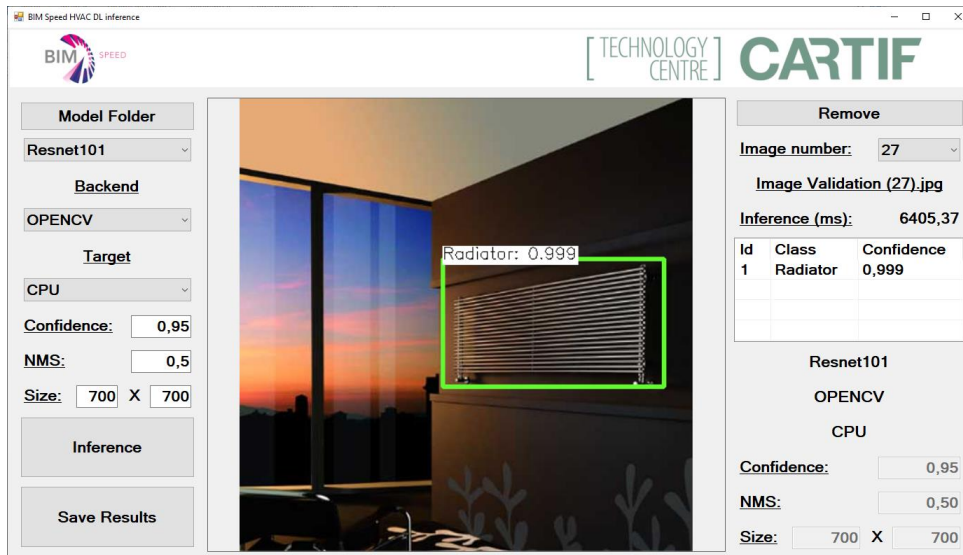 BIM Speed HVAC DL inference
BIM SPEED
[ TECHNOLOGY CENTRE ] CARTIF
Model Folder
Resnet101
Backend
OPENCV
Target
CPU
Confidence: 0,95
NMS: 0,5
Size: 700 X 700
Inference
Save Results
Radiator: 0.999
Remove
Image number: 27
Image Validation (27).jpg
Inference (ms): 6405,37
Id Class Confidence
1 Radiator 0,999
Resnet101
OPENCV
CPU
Confidence: 0,95
NMS: 0,50
Size: 700 X 700